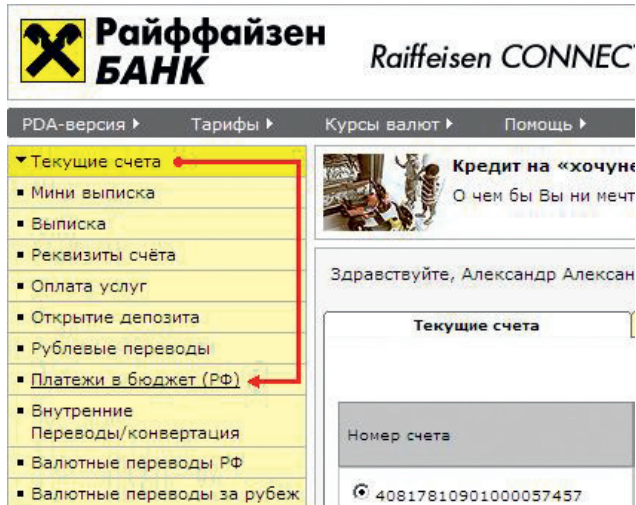 Райффайзен
БАНК
Raiffeisen CONNECT
PDA-версия Тарифы Курсы валют Помощь
Текущие счета
Мини выписка
Выписка
Реквизиты счёта
Оплата услуг
Открытие депозита
Рублевые переводы
Платежи в бюджет (РФ)
Внутренние
Переводы/конвертация
Валютные переводы РФ
Валютные переводы за рубеж
Кредит на «хочуне
О чем бы Вы ни мечт
Здравствуйте, Александр Алексан
Текущие счета
Номер счета
40817810901000057457